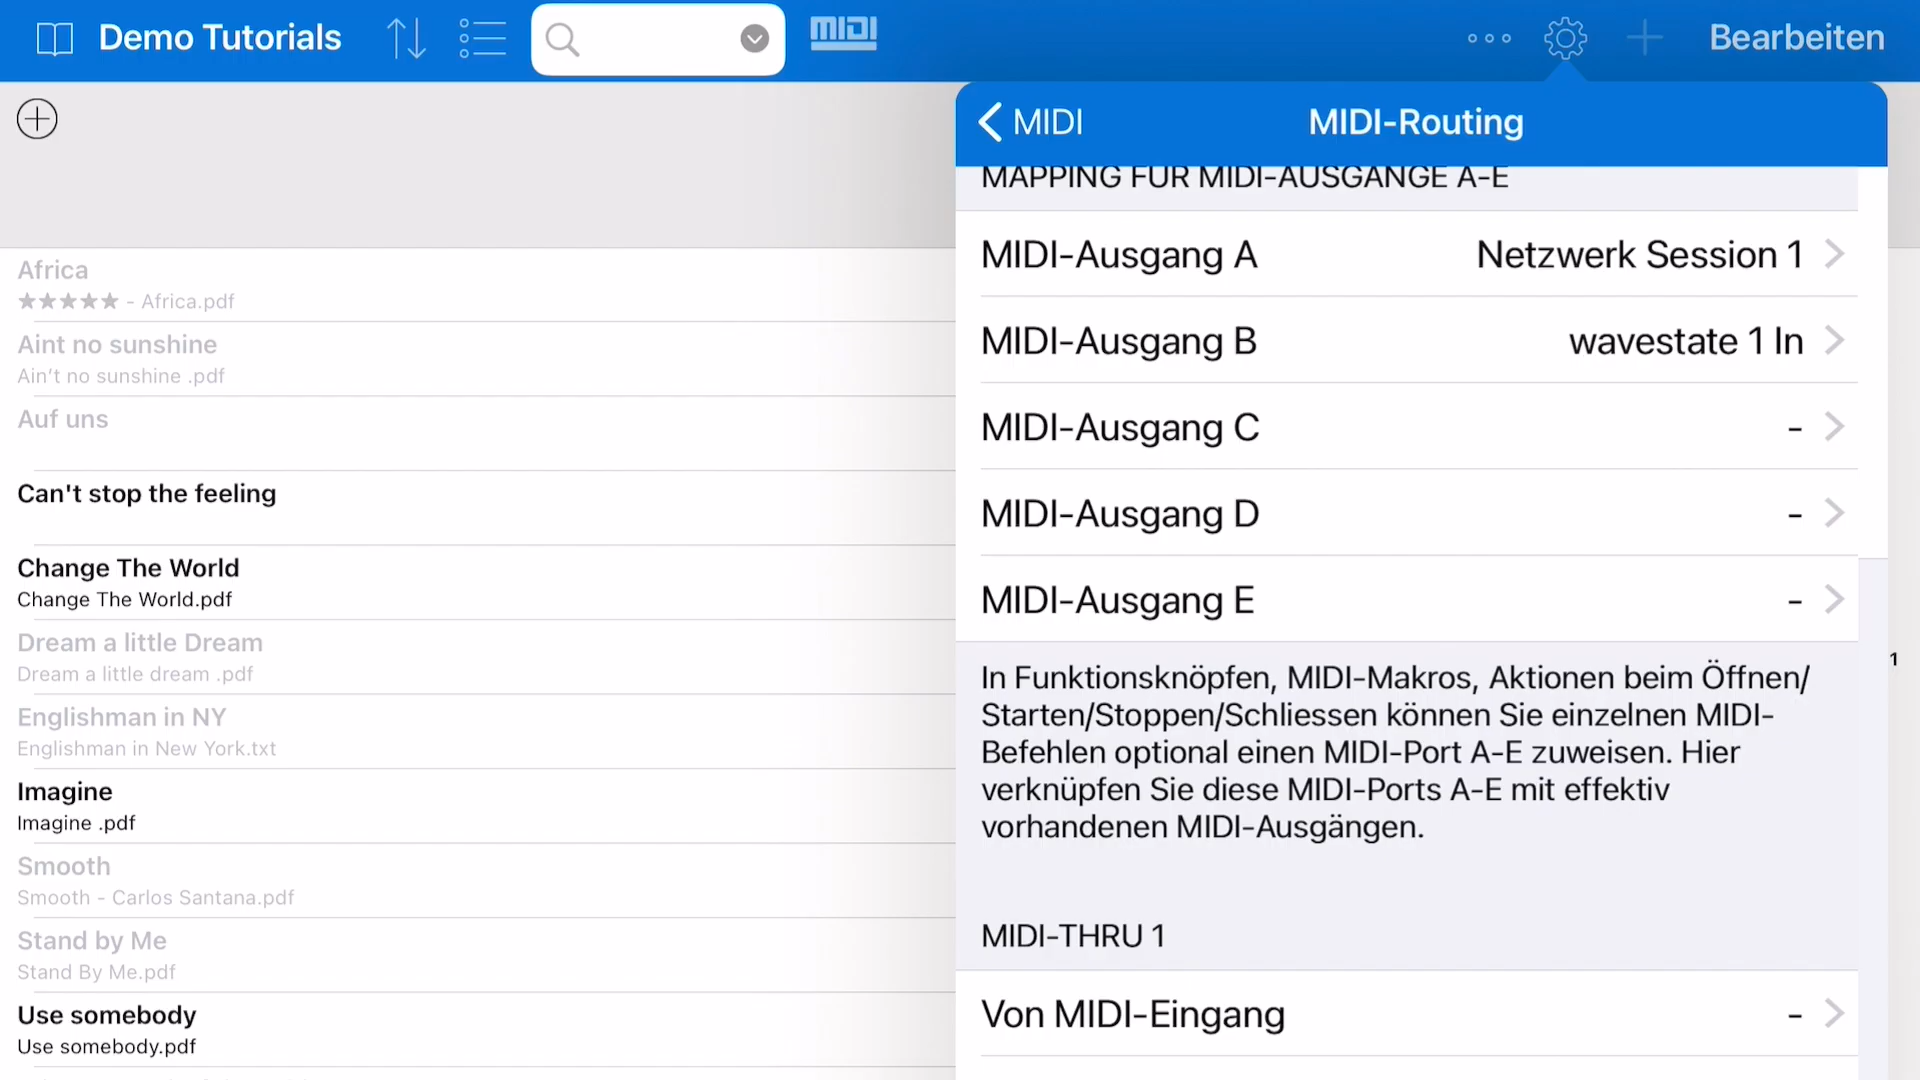 Demo Tutorials
MIDI
Bearbeiten
MIDI
MIDI-Routing
MAPPING FÜR MIDI-AUSGÄNGE A-E
MIDI-Ausgang A
Netzwerk Session 1
MIDI-Ausgang B
wavestate 1 In
MIDI-Ausgang C
-
MIDI-Ausgang D
-
MIDI-Ausgang E
-
In Funktionsknöpfen, MIDI-Makros, Aktionen beim Öffnen/
Starten/Stoppen/Schliessen können Sie einzelnen MIDI-
Befehlen optional einen MIDI-Port A-E zuweisen. Hier
verknüpfen Sie diese MIDI-Ports A-E mit effektiv
vorhandenen MIDI-Ausgängen.
MIDI-THRU 1
Von MIDI-Eingang
-
Africa
★★★★★ - Africa.pdf
Aint no sunshine
Ain't no sunshine .pdf
Auf uns
Can't stop the feeling
Change The World
Change The World.pdf
Dream a little Dream
Dream a little dream .pdf
Englishman in NY
Englishman in New York.txt
Imagine
Imagine .pdf
Smooth
Smooth - Carlos Santana.pdf
Stand by Me
Stand By Me.pdf
Use somebody
Use somebody.pdf
1